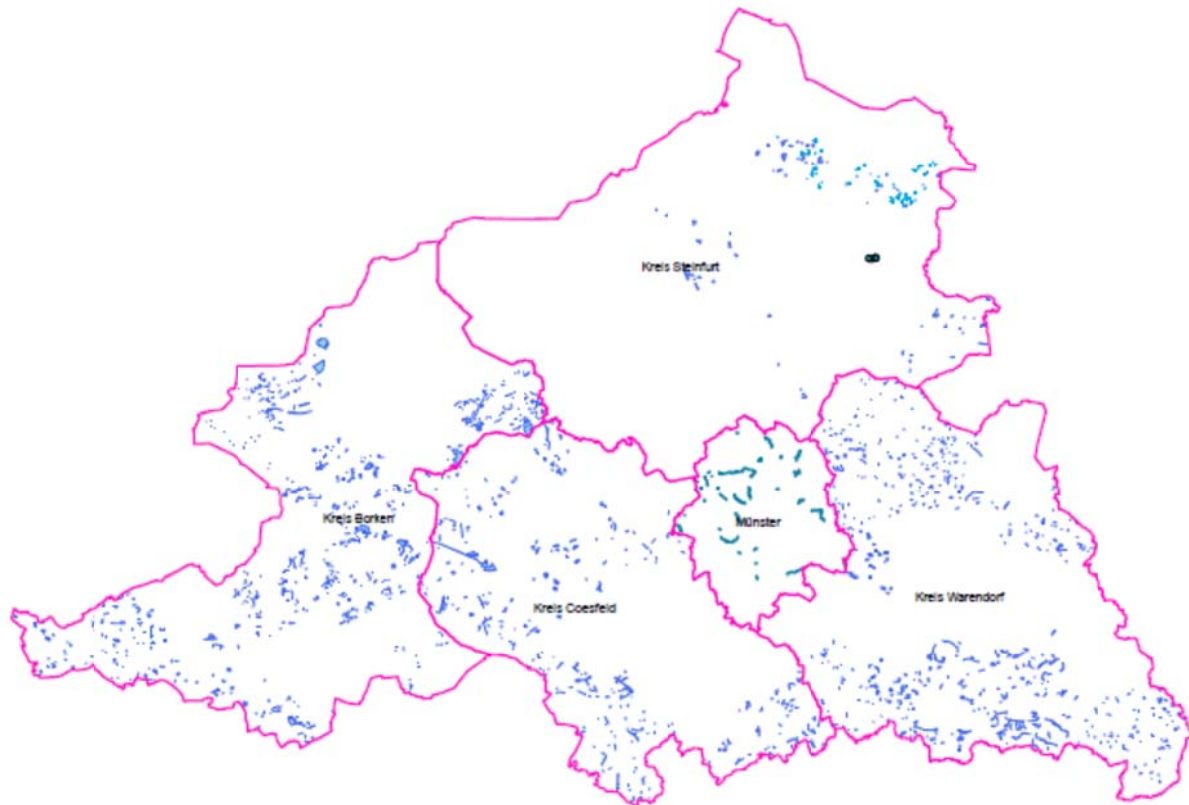 Kreis Steinfurt
Kreis Borken
Münster
Kreis Warendorf
Kreis Coesfeld